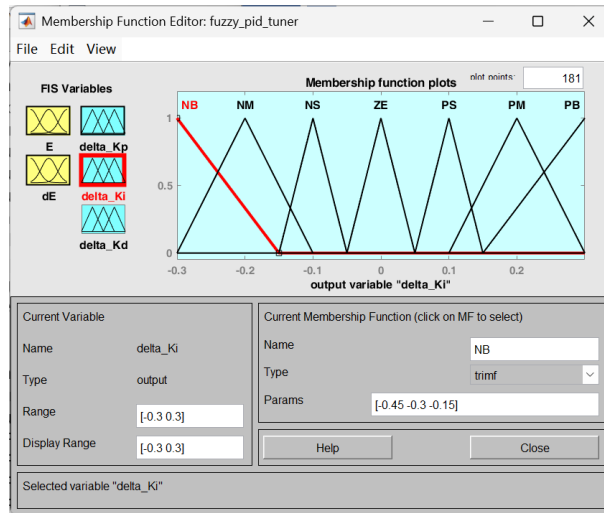 Membership Function Editor: fuzzy_pid_tuner
File Edit View
FIS Variables
E
delta_Kp
dE
delta_Ki
delta_Kd
Membership function plots
plot points:
181
NB NM NS ZE PS PM PB
1
0.5
0
-0.3 -0.2 -0.1 0 0.1 0.2
output variable "delta_Ki"
Current Variable
Name delta_Ki
Type output
Range [-0.3 0.3]
Display Range [-0.3 0.3]
Current Membership Function (click on MF to select)
Name NB
Type trimf
Params [-0.45 -0.3 -0.15]
Help Close
Selected variable "delta_Ki"